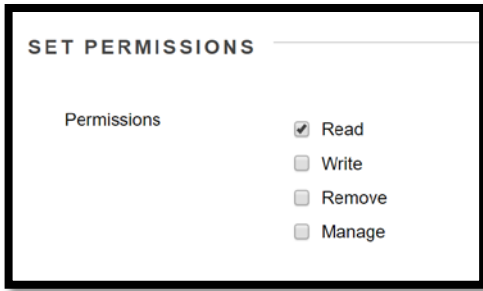 SET PERMISSIONS
Permissions
Read
Write
Remove
Manage